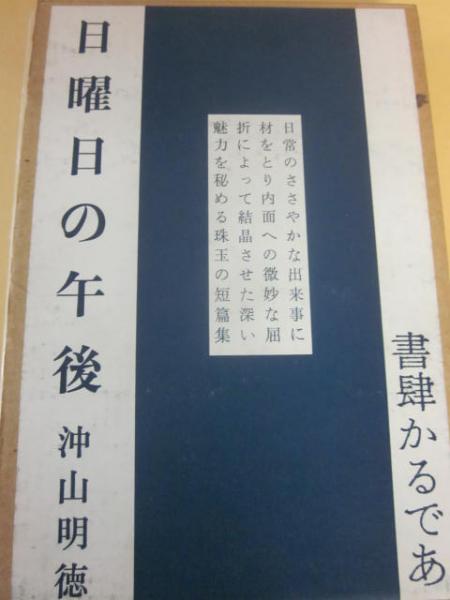 日曜日の午後
沖山明徳
日常のささやかな出来事に
材をとり内面への微妙な屈
折によって結晶させた深い
魅力を秘める珠玉の短篇集
書肆かるであ